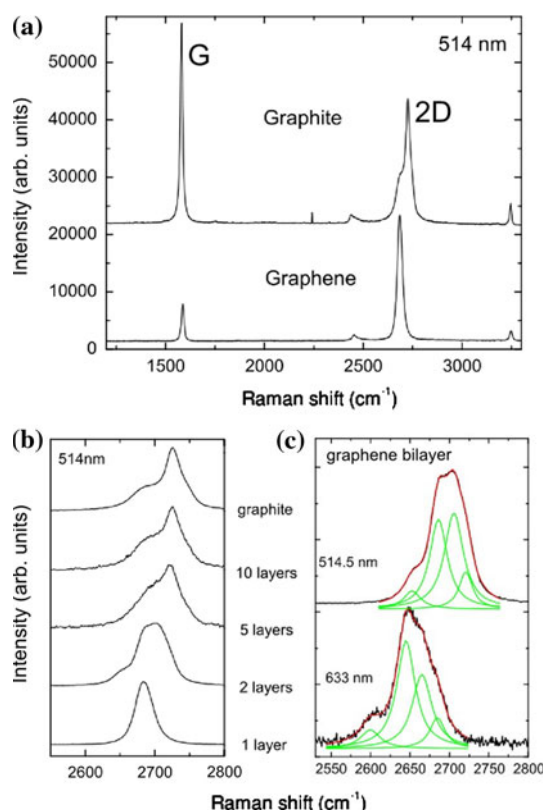 (a)
514 nm
G
2D
Graphite
Graphene
Intensity (arb. units)
50000
40000
30000
20000
10000
0
1500 2000 2500 3000
Raman shift (cm-1)
(b)
514nm
graphite
10 layers
5 layers
2 layers
1 layer
Intensity (arb. units)
2600 2700 2800
(c)
graphene bilayer
514.5 nm
633 nm
2550 2600 2650 2700 2750 2800
Raman shift (cm-1)